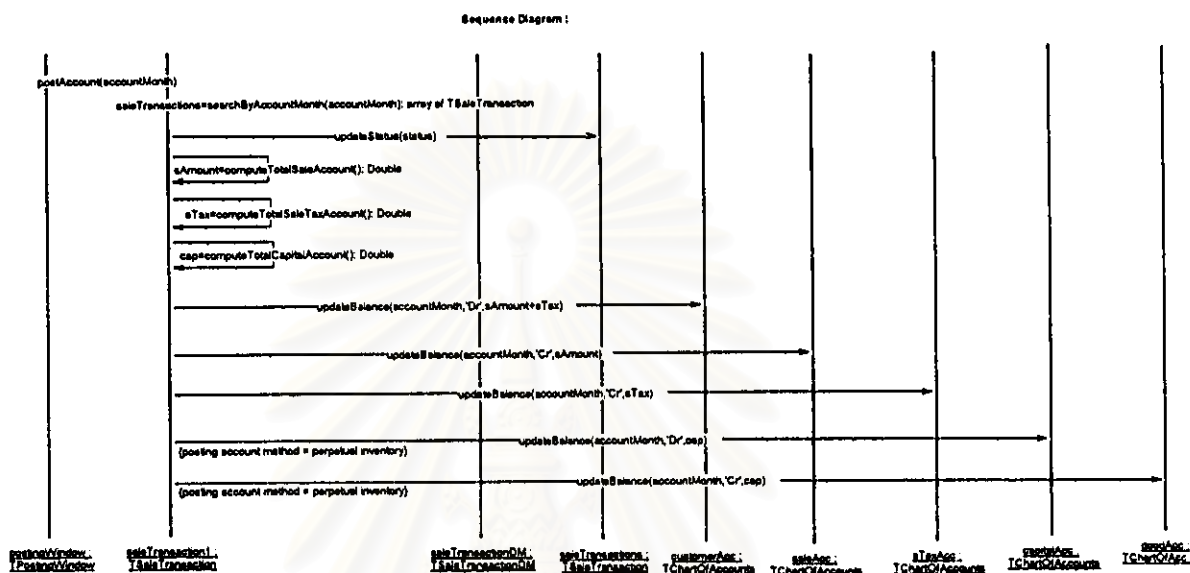 Sequence Diagram :
postAccount(accountMonth)
saleTransactions=searchByAccountMonth(accountMonth): array of TSaleTransaction
updateStatus(status)
sAmount=computeTotalSaleAccount(): Double
sTax=computeTotalSaleTaxAccount(): Double
cap=computeTotalCapitalAccount(): Double
updateBalance(accountMonth,'Dr',sAmount+sTax)
updateBalance(accountMonth,'Cr',sAmount)
updateBalance(accountMonth,'Cr',sTax)
updateBalance(accountMonth,'Dr',cap)
{posting account method = perpetual inventory}
updateBalance(accountMonth,'Cr',cap)
{posting account method = perpetual inventory}
postingWindow : TPostingWindow
saleTransaction1 : TSaleTransaction
saleTransactionDM : TSaleTransactionDM
saleTransactions : TSaleTransaction
customerAcc : TChartOfAccounts
saleAcc : TChartOfAccounts
sTaxAcc : TChartOfAccounts
capitalAcc : TChartOfAccounts
goodAcc : TChartOfAcc